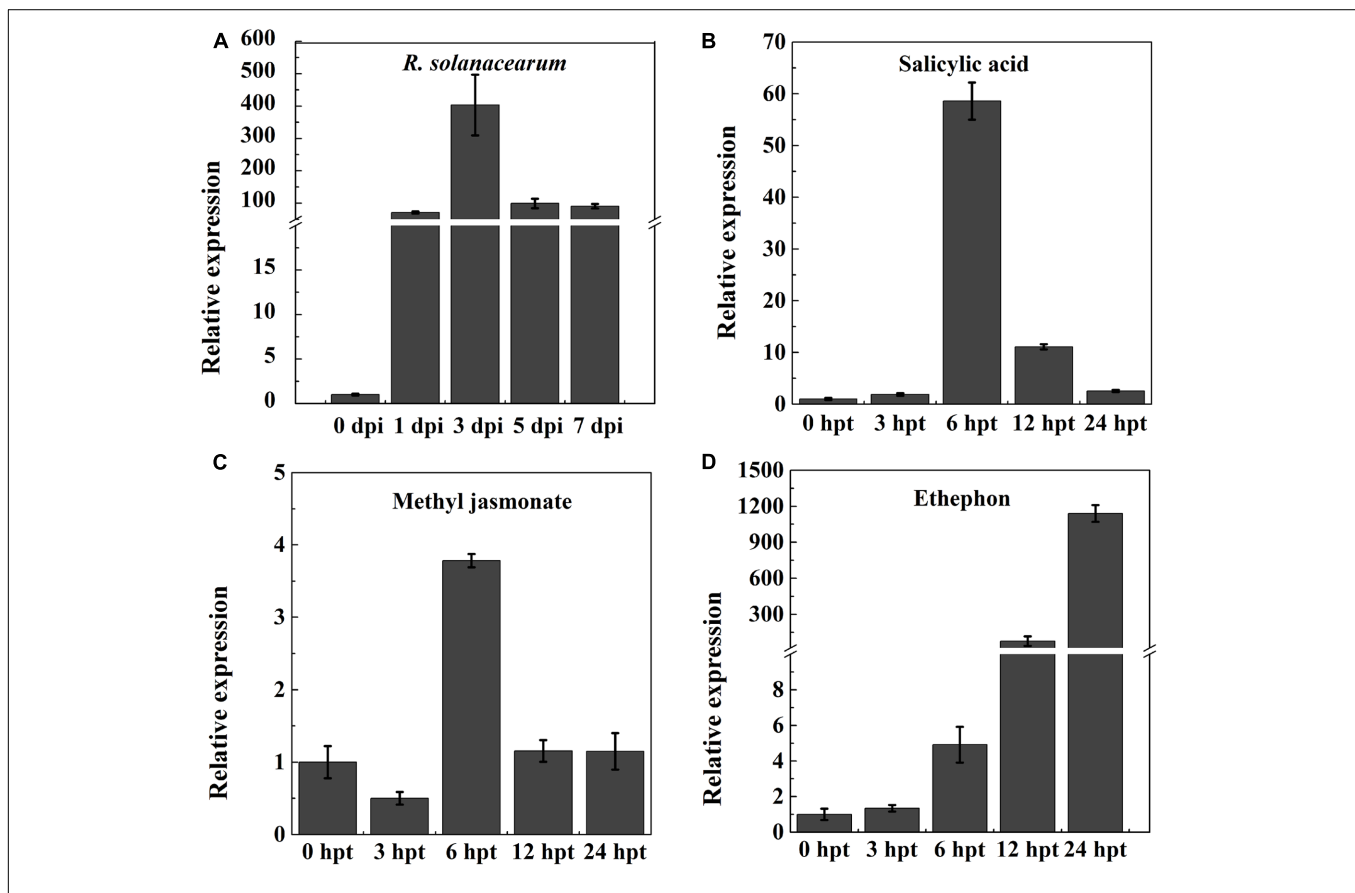 A
R. solanacearum
Relative expression
600
500
400
300
200
100
15
10
5
0
0 dpi 1 dpi 3 dpi 5 dpi 7 dpi
B
Salicylic acid
Relative expression
70
60
50
40
30
20
10
0
0 hpt 3 hpt 6 hpt 12 hpt 24 hpt
C
Methyl jasmonate
Relative expression
5
4
3
2
1
0
0 hpt 3 hpt 6 hpt 12 hpt 24 hpt
D
Ethephon
Relative expression
1500
1200
900
600
300
8
6
4
2
0
0 hpt 3 hpt 6 hpt 12 hpt 24 hpt